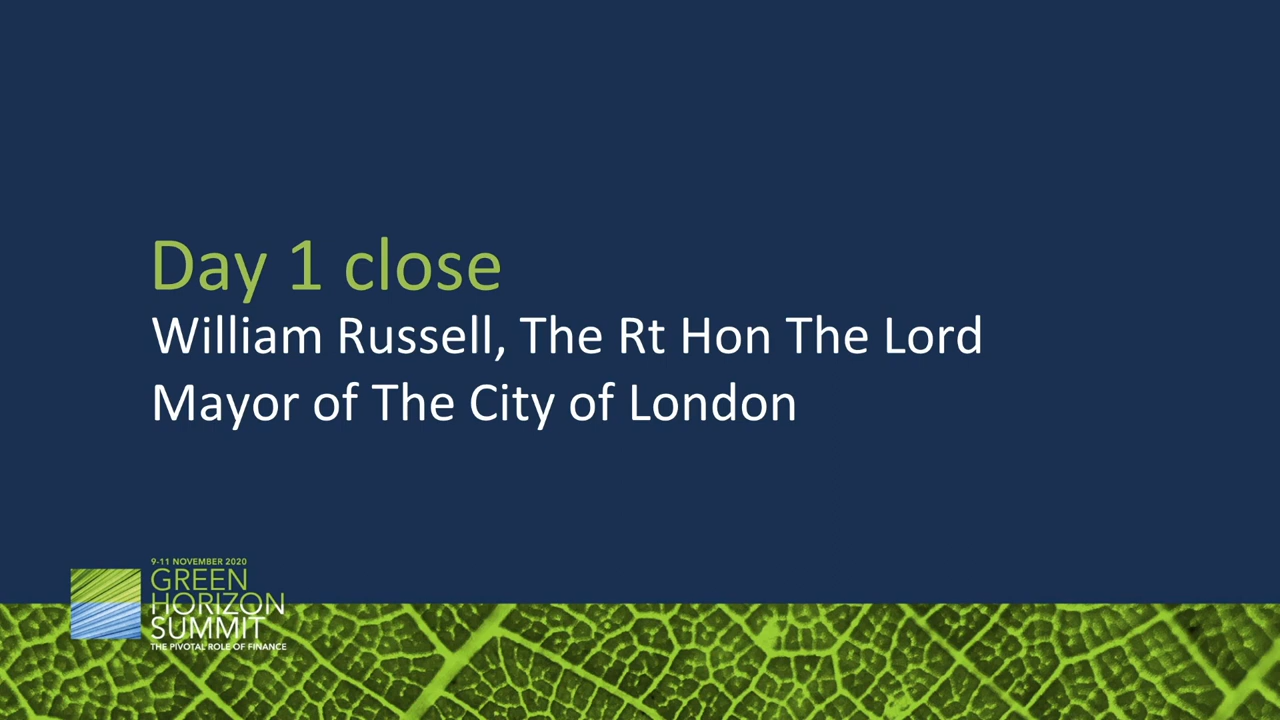 Day 1 close
William Russell, The Rt Hon The Lord
Mayor of The City of London
9-11 NOVEMBER 2020
GREEN
HORIZON
SUMMIT
THE PIVOTAL ROLE OF FINANCE